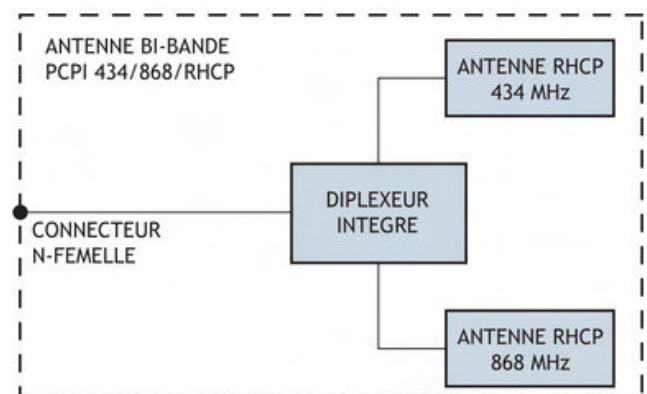 ANTENNE BI-BANDE
PCPI 434/868/RHCP
ANTENNE RHCP
434 MHz
DIPLEXEUR
INTEGRE
CONNECTEUR
N-FEMELLE
ANTENNE RHCP
868 MHz